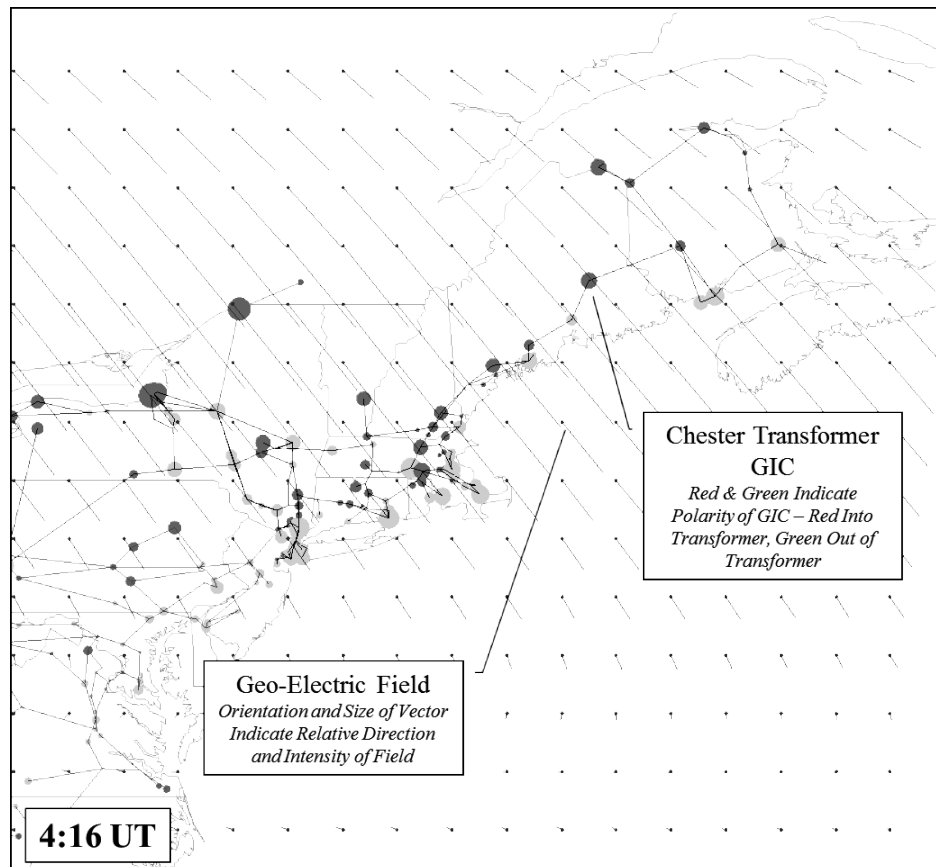 Chester Transformer
GIC
Red & Green Indicate
Polarity of GIC – Red Into
Transformer, Green Out of
Transformer
Geo-Electric Field
Orientation and Size of Vector
Indicate Relative Direction
and Intensity of Field
4:16 UT